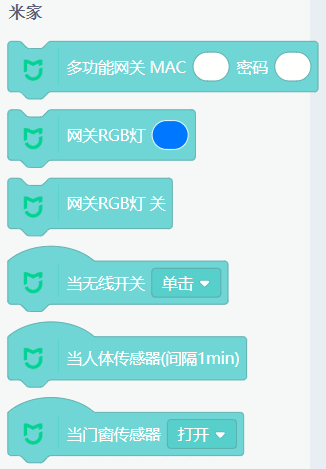 米家
多功能网关 MAC 密码
网关RGB灯
网关RGB灯 关
当无线开关 单击
当人体传感器(间隔1min)
当门窗传感器 打开